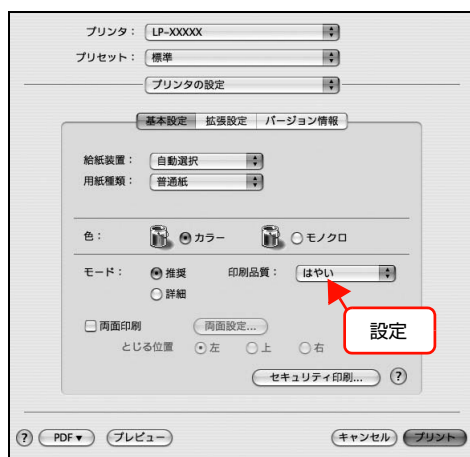 プリンタ： LP-XXXXX
プリセット： 標準
プリンタの設定
基本設定 拡張設定 バージョン情報
給紙装置： 自動選択
用紙種類： 普通紙
色： カラー モノクロ
モード： 推奨 印刷品質： はやい
詳細
設定
両面印刷 両面設定...
とじる位置 左 上 右
セキュリティ印刷... ?
? PDF▼ プレビュー キャンセル プリント